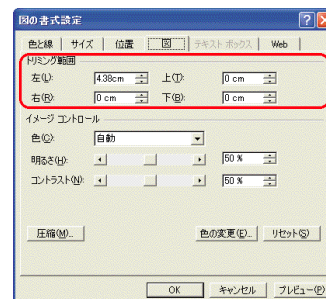 図の書式設定
色と線 サイズ 位置 図 テキスト ボックス Web
トリミング範囲
左(L): 4.38cm 上(T): 0 cm
右(R): 0 cm 下(B): 0 cm
イメージ コントロール
色(C): 自動
明るさ(H): 50 %
コントラスト(N): 50 %
圧縮(M)... 色の変更(E)... リセット(S)
OK キャンセル プレビュー(P)